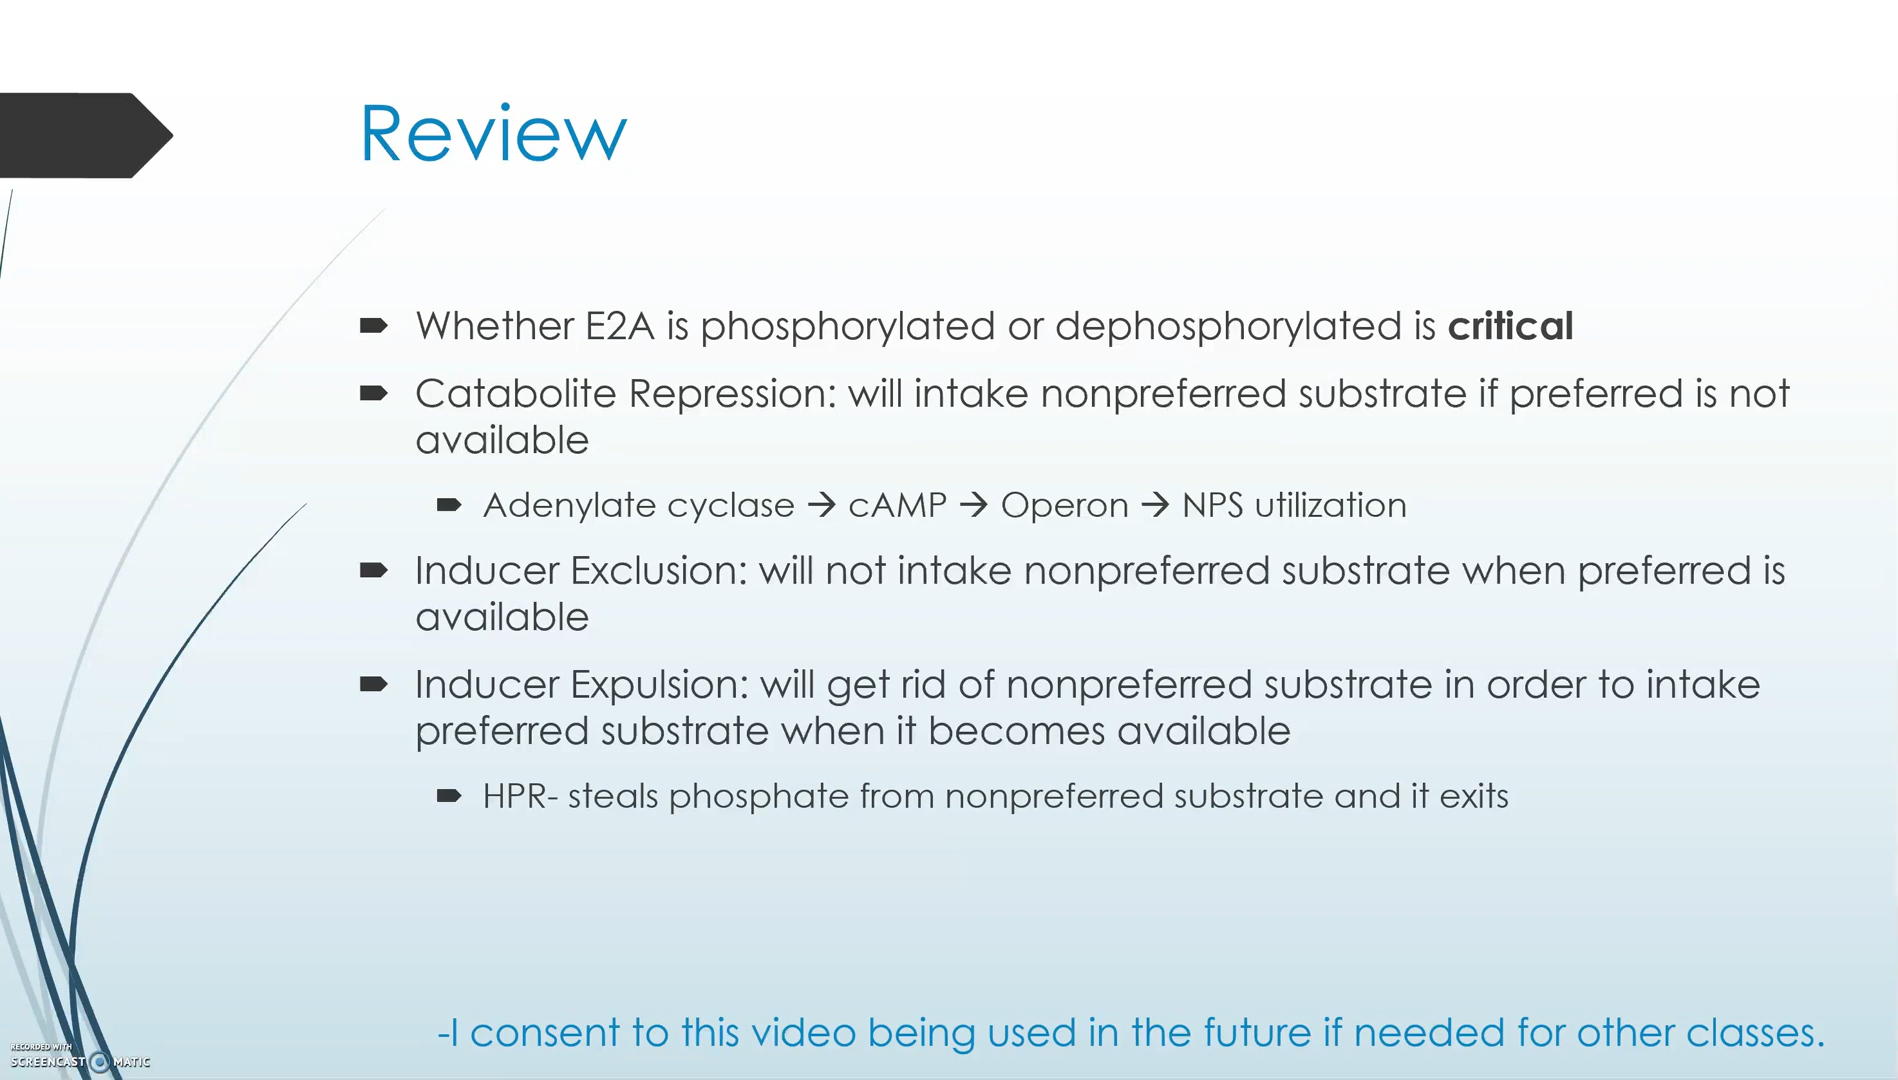 Review
Whether E2A is phosphorylated or dephosphorylated is critical
Catabolite Repression: will intake nonpreferred substrate if preferred is not
available
Adenylate cyclase → cAMP → Operon → NPS utilization
Inducer Exclusion: will not intake nonpreferred substrate when preferred is
available
Inducer Expulsion: will get rid of nonpreferred substrate in order to intake
preferred substrate when it becomes available
HPR- steals phosphate from nonpreferred substrate and it exits
-I consent to this video being used in the future if needed for other classes.
RECORDED WITH
SCREENCAST MATIC